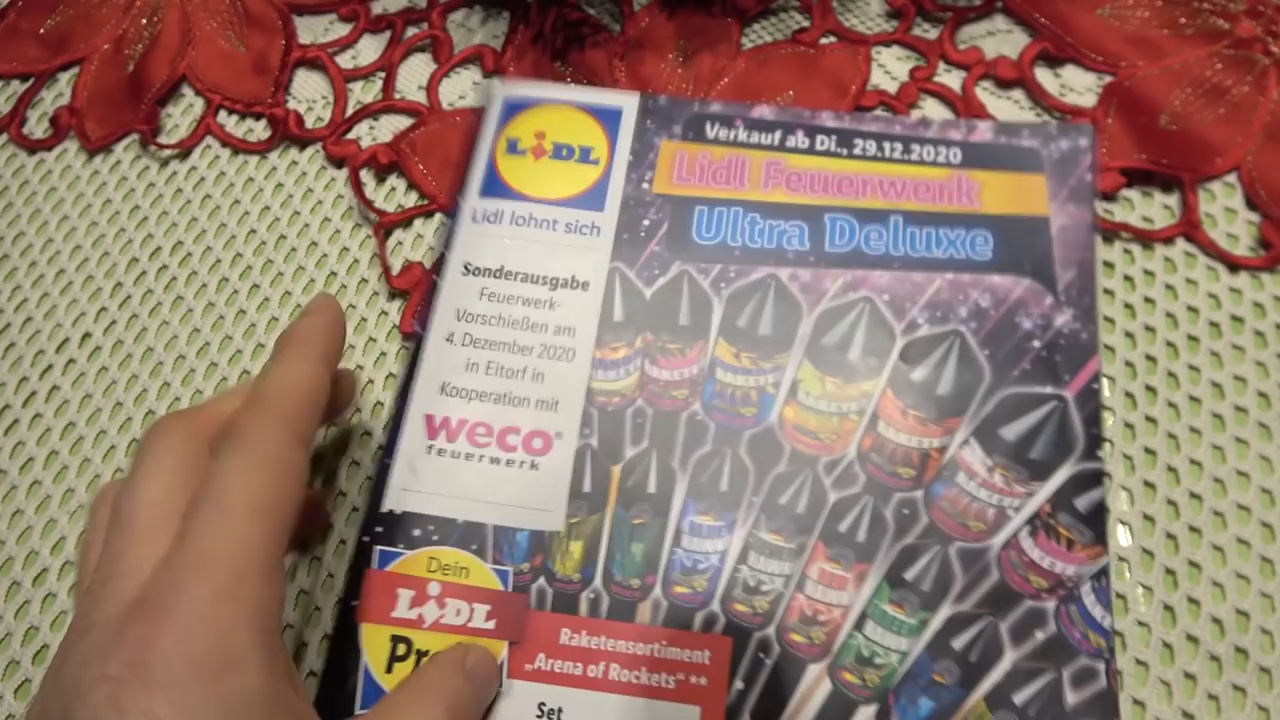 LIDL
Lidl lohnt sich
Sonderausgabe
Feuerwerk-
Vorschießen am
4. Dezember 2020
in Eitorf in
Kooperation mit
weco®
feuerwerk
Verkauf ab Di., 29.12.2020
Lidl Feuerwerk
Ultra Deluxe
Dein
LIDL
Pr
Raketensortiment
„Arena of Rockets“ **
Set